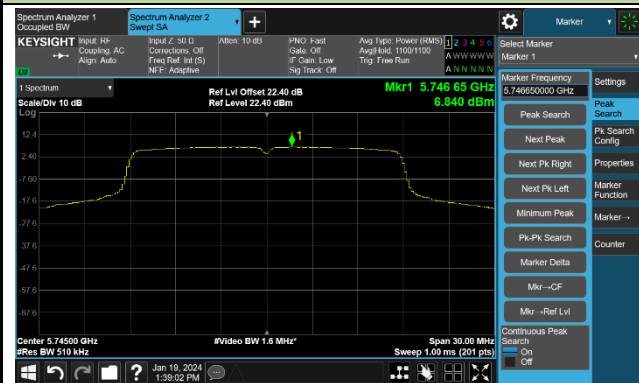 Spectrum Analyzer 1
Occupied BW
Spectrum Analyzer 2
Swept SA
Marker
KEYSIGHT
Input: RF
Coupling: AC
Align: Auto
Input Z: 50 Ω
Corrections: Off
Freq Ref: Int (S)
NFE: Adaptive
Atten: 10 dB
PNO: Fast
Gate: Off
IF Gain: Low
Sig Track: Off
Avg Type: Power (RMS)
Avg|Hold: 1100/1100
Trig: Free Run
1 2 3 4 5 6
A W W W W W
A N N N N N
LV
Select Marker
Marker 1
1 Spectrum
Scale/Div 10 dB
Log
Ref Lvl Offset 22.40 dB
Ref Level 22.40 dBm
Mkr1 5.746 65 GHz
6.840 dBm
12.4
2.40
-7.60
-17.6
-27.6
-37.6
-47.6
-57.6
-67.6
1
Center 5.74500 GHz
#Res BW 510 kHz
#Video BW 1.6 MHz*
Span 30.00 MHz
Sweep 1.00 ms (201 pts)
Marker Frequency
5.746650000 GHz
Peak Search
Next Peak
Next Pk Right
Next Pk Left
Minimum Peak
Pk-Pk Search
Marker Delta
Mkr→CF
Mkr→Ref Lvl
Continuous Peak
Search
On
Off
Settings
Peak
Search
Pk Search
Config
Properties
Marker
Function
Marker→
Counter
?
Jan 19, 2024
1:39:02 PM